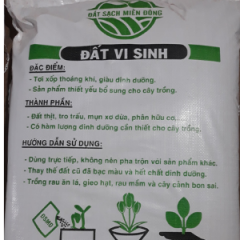 ĐẤT SẠCH MIỀN ĐÔNG
ĐẤT VI SINH
ĐẶC ĐIỂM:
- Tơi xốp thoáng khí, giàu dinh dưỡng.
- Sản phẩm thiết yếu bổ sung cho cây trồng.
THÀNH PHẦN:
- Đất thịt, tro trấu, mụn xơ dừa, phân hữu cơ.
- Có hàm lượng dinh dưỡng cần thiết cho cây trồng.
HƯỚNG DẪN SỬ DỤNG:
- Dùng trực tiếp, không nên pha trộn với sản phẩm khác.
- Thay thế đất cũ đã bạc màu và hết chất dinh dưỡng.
- Trồng rau ăn lá, gieo hạt, rau mầm và cây cảnh bon sai.